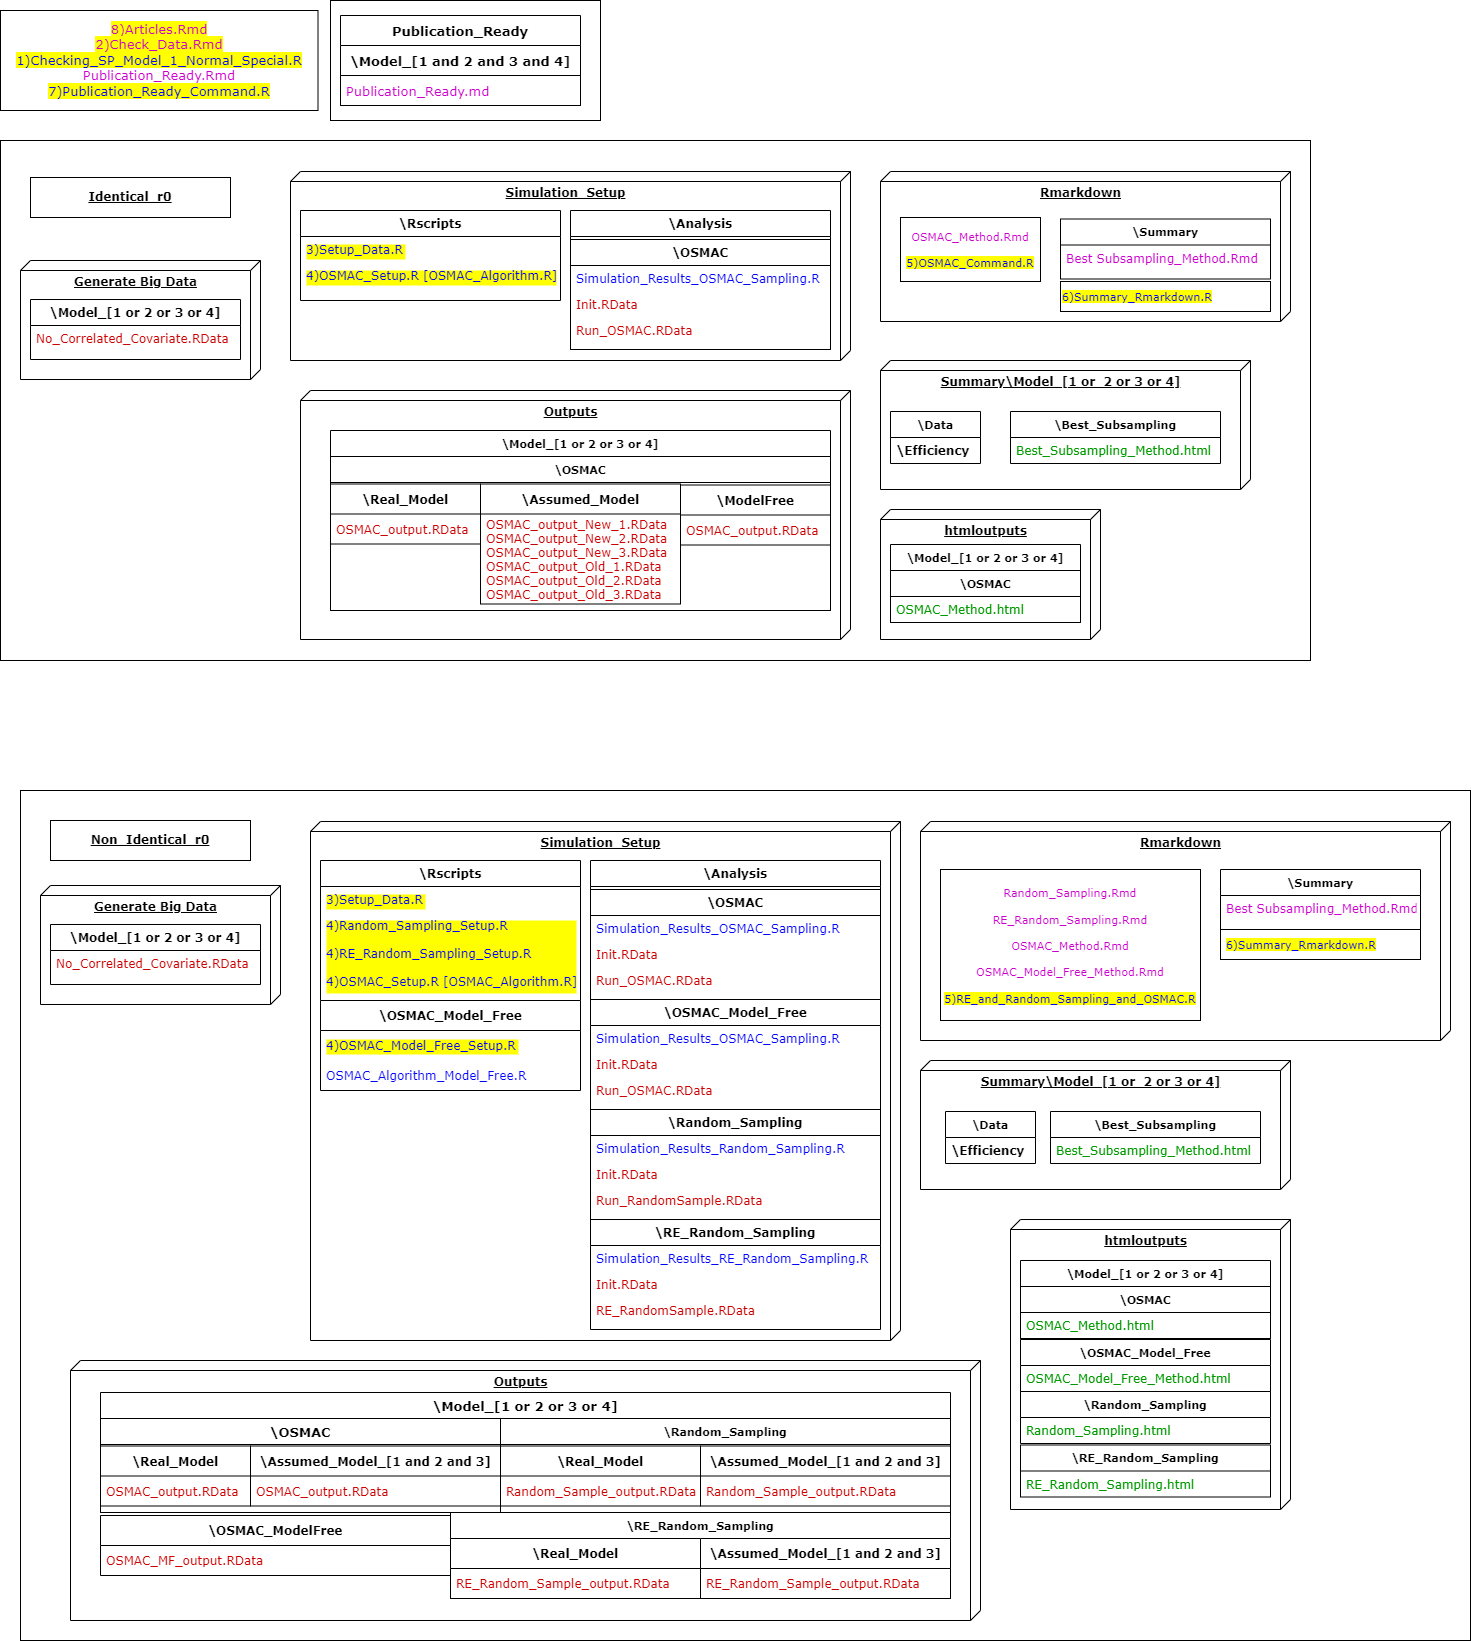 8)Articles.Rmd
2)Check_Data.Rmd
1)Checking_SP_Model_1_Normal_Special.R
Publication_Ready.Rmd
7)Publication_Ready_Command.R
Publication_Ready
\Model_[1 and 2 and 3 and 4]
Publication_Ready.md
Identical_r0
Generate Big Data
\Model_[1 or 2 or 3 or 4]
No_Correlated_Covariate.RData
Simulation_Setup
\Rscripts
3)Setup_Data.R
4)OSMAC_Setup.R [OSMAC_Algorithm.R]
\Analysis
\OSMAC
Simulation_Results_OSMAC_Sampling.R
Init.RData
Run_OSMAC.RData
Outputs
\Model_[1 or 2 or 3 or 4]
\OSMAC
\Real_Model
OSMAC_output.RData
\Assumed_Model
OSMAC_output_New_1.RData
OSMAC_output_New_2.RData
OSMAC_output_New_3.RData
OSMAC_output_Old_1.RData
OSMAC_output_Old_2.RData
OSMAC_output_Old_3.RData
\ModelFree
OSMAC_output.RData
Rmarkdown
OSMAC_Method.Rmd
5)OSMAC_Command.R
\Summary
Best Subsampling_Method.Rmd
6)Summary_Rmarkdown.R
Summary\Model_[1 or  2 or 3 or 4]
\Data
\Efficiency
\Best_Subsampling
Best_Subsampling_Method.html
htmloutputs
\Model_[1 or 2 or 3 or 4]
\OSMAC
OSMAC_Method.html
Non_Identical_r0
Generate Big Data
\Model_[1 or 2 or 3 or 4]
No_Correlated_Covariate.RData
Simulation_Setup
\Rscripts
3)Setup_Data.R
4)Random_Sampling_Setup.R
4)RE_Random_Sampling_Setup.R
4)OSMAC_Setup.R [OSMAC_Algorithm.R]
\OSMAC_Model_Free
4)OSMAC_Model_Free_Setup.R
OSMAC_Algorithm_Model_Free.R
\Analysis
\OSMAC
Simulation_Results_OSMAC_Sampling.R
Init.RData
Run_OSMAC.RData
\OSMAC_Model_Free
Simulation_Results_OSMAC_Sampling.R
Init.RData
Run_OSMAC.RData
\Random_Sampling
Simulation_Results_Random_Sampling.R
Init.RData
Run_RandomSample.RData
\RE_Random_Sampling
Simulation_Results_RE_Random_Sampling.R
Init.RData
RE_RandomSample.RData
Rmarkdown
Random_Sampling.Rmd
RE_Random_Sampling.Rmd
OSMAC_Method.Rmd
OSMAC_Model_Free_Method.Rmd
5)RE_and_Random_Sampling_and_OSMAC.R
\Summary
Best Subsampling_Method.Rmd
6)Summary_Rmarkdown.R
Summary\Model_[1 or  2 or 3 or 4]
\Data
\Efficiency
\Best_Subsampling
Best_Subsampling_Method.html
htmloutputs
\Model_[1 or 2 or 3 or 4]
\OSMAC
OSMAC_Method.html
\OSMAC_Model_Free
OSMAC_Model_Free_Method.html
\Random_Sampling
Random_Sampling.html
\RE_Random_Sampling
RE_Random_Sampling.html
Outputs
\Model_[1 or 2 or 3 or 4]
\OSMAC
\Real_Model
OSMAC_output.RData
\Assumed_Model_[1 and 2 and 3]
OSMAC_output.RData
\Random_Sampling
\Real_Model
Random_Sample_output.RData
\Assumed_Model_[1 and 2 and 3]
Random_Sample_output.RData
\OSMAC_ModelFree
OSMAC_MF_output.RData
\RE_Random_Sampling
\Real_Model
RE_Random_Sample_output.RData
\Assumed_Model_[1 and 2 and 3]
RE_Random_Sample_output.RData